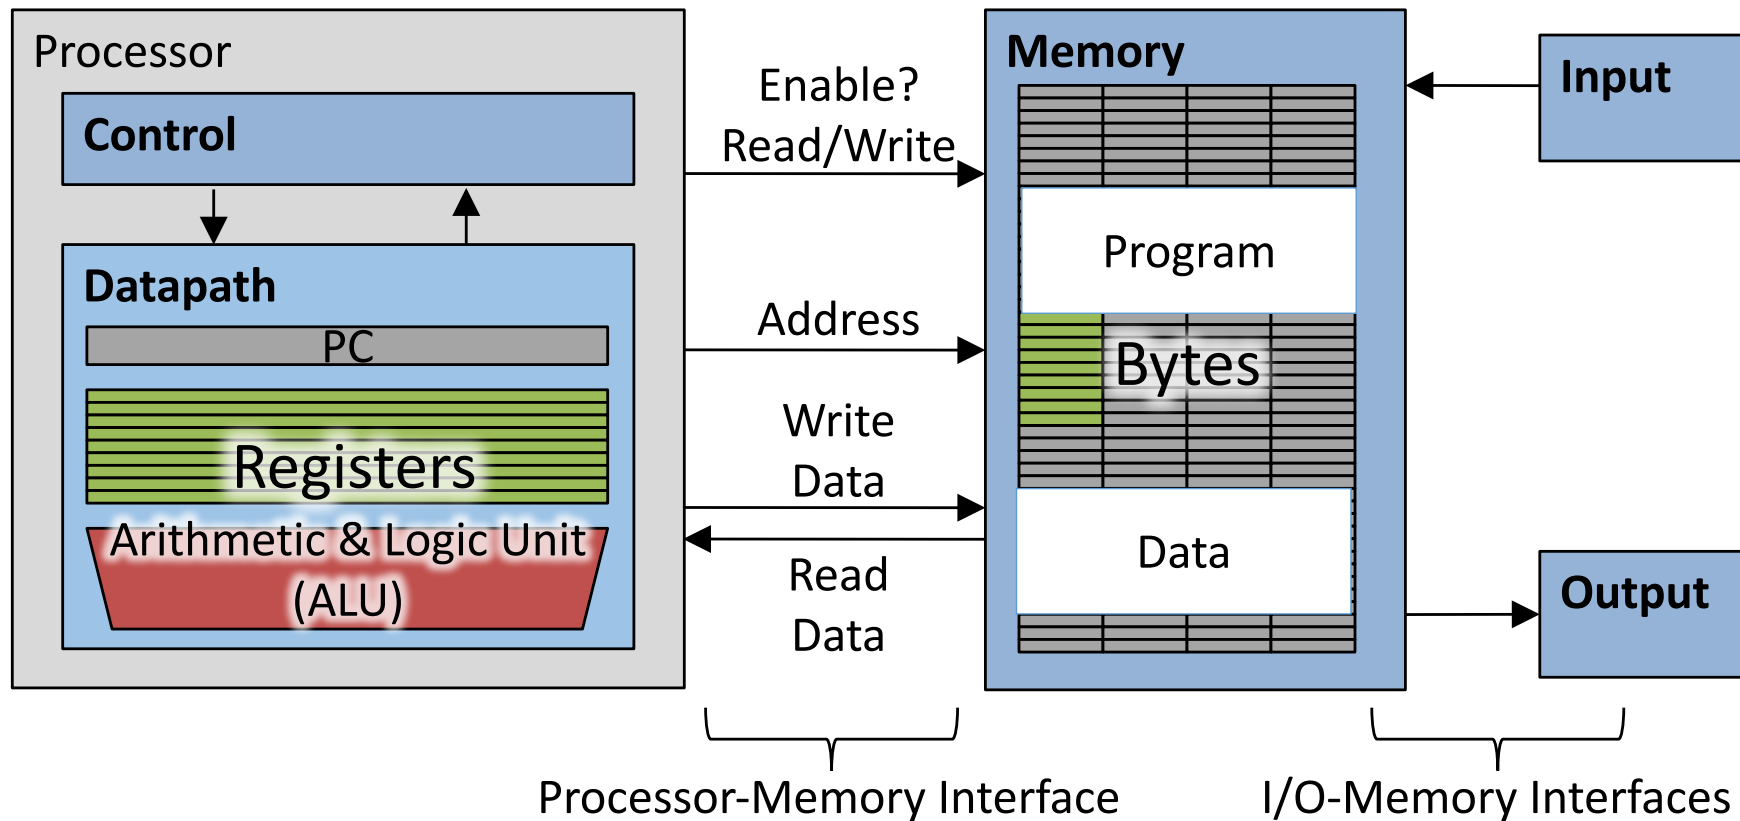 Processor
Control
Datapath
PC
Registers
Arithmetic & Logic Unit
(ALU)
Enable?
Read/Write
Address
Write
Data
Read
Data
Processor-Memory Interface
Memory
Program
Bytes
Data
Input
Output
I/O-Memory Interfaces